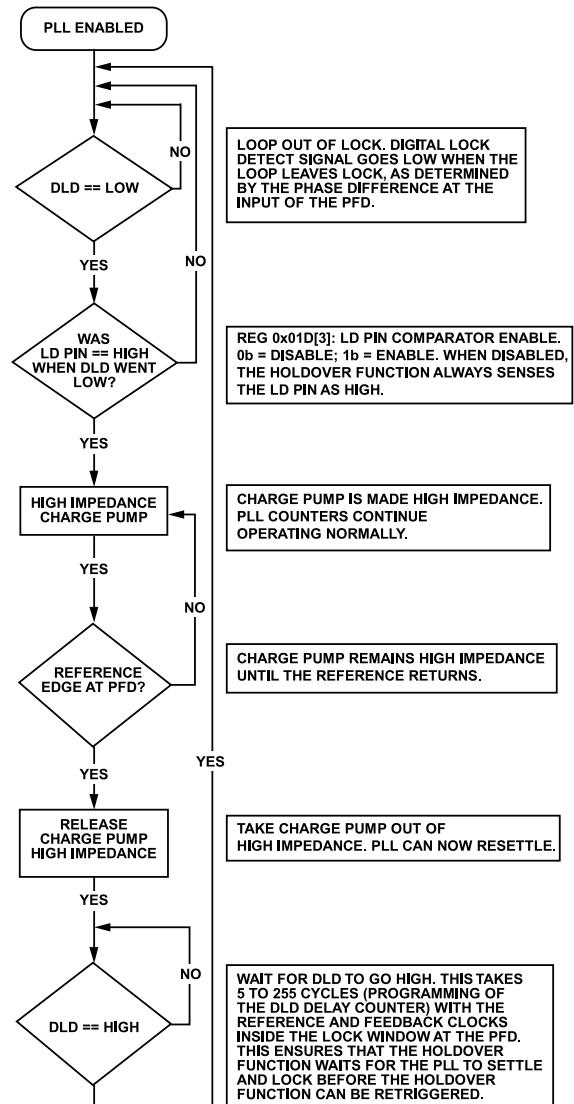 PLL ENABLED
NO
DLD == LOW
LOOP OUT OF LOCK. DIGITAL LOCK
DETECT SIGNAL GOES LOW WHEN THE
LOOP LEAVES LOCK, AS DETERMINED
BY THE PHASE DIFFERENCE AT THE
INPUT OF THE PFD.
YES
NO
WAS
LD PIN == HIGH
WHEN DLD WENT
LOW?
REG 0x01D[3]: LD PIN COMPARATOR ENABLE.
0b = DISABLE; 1b = ENABLE. WHEN DISABLED,
THE HOLDOVER FUNCTION ALWAYS SENSES
THE LD PIN AS HIGH.
YES
HIGH IMPEDANCE
CHARGE PUMP
CHARGE PUMP IS MADE HIGH IMPEDANCE.
PLL COUNTERS CONTINUE
OPERATING NORMALLY.
YES
NO
REFERENCE
EDGE AT PFD?
CHARGE PUMP REMAINS HIGH IMPEDANCE
UNTIL THE REFERENCE RETURNS.
YES
YES
RELEASE
CHARGE PUMP
HIGH IMPEDANCE
TAKE CHARGE PUMP OUT OF
HIGH IMPEDANCE. PLL CAN NOW RESETTLE.
YES
NO
DLD == HIGH
WAIT FOR DLD TO GO HIGH. THIS TAKES
5 TO 255 CYCLES (PROGRAMMING OF
THE DLD DELAY COUNTER) WITH THE
REFERENCE AND FEEDBACK CLOCKS
INSIDE THE LOCK WINDOW AT THE PFD.
THIS ENSURES THAT THE HOLDOVER
FUNCTION WAITS FOR THE PLL TO SETTLE
AND LOCK BEFORE THE HOLDOVER
FUNCTION CAN BE RETRIGGERED.